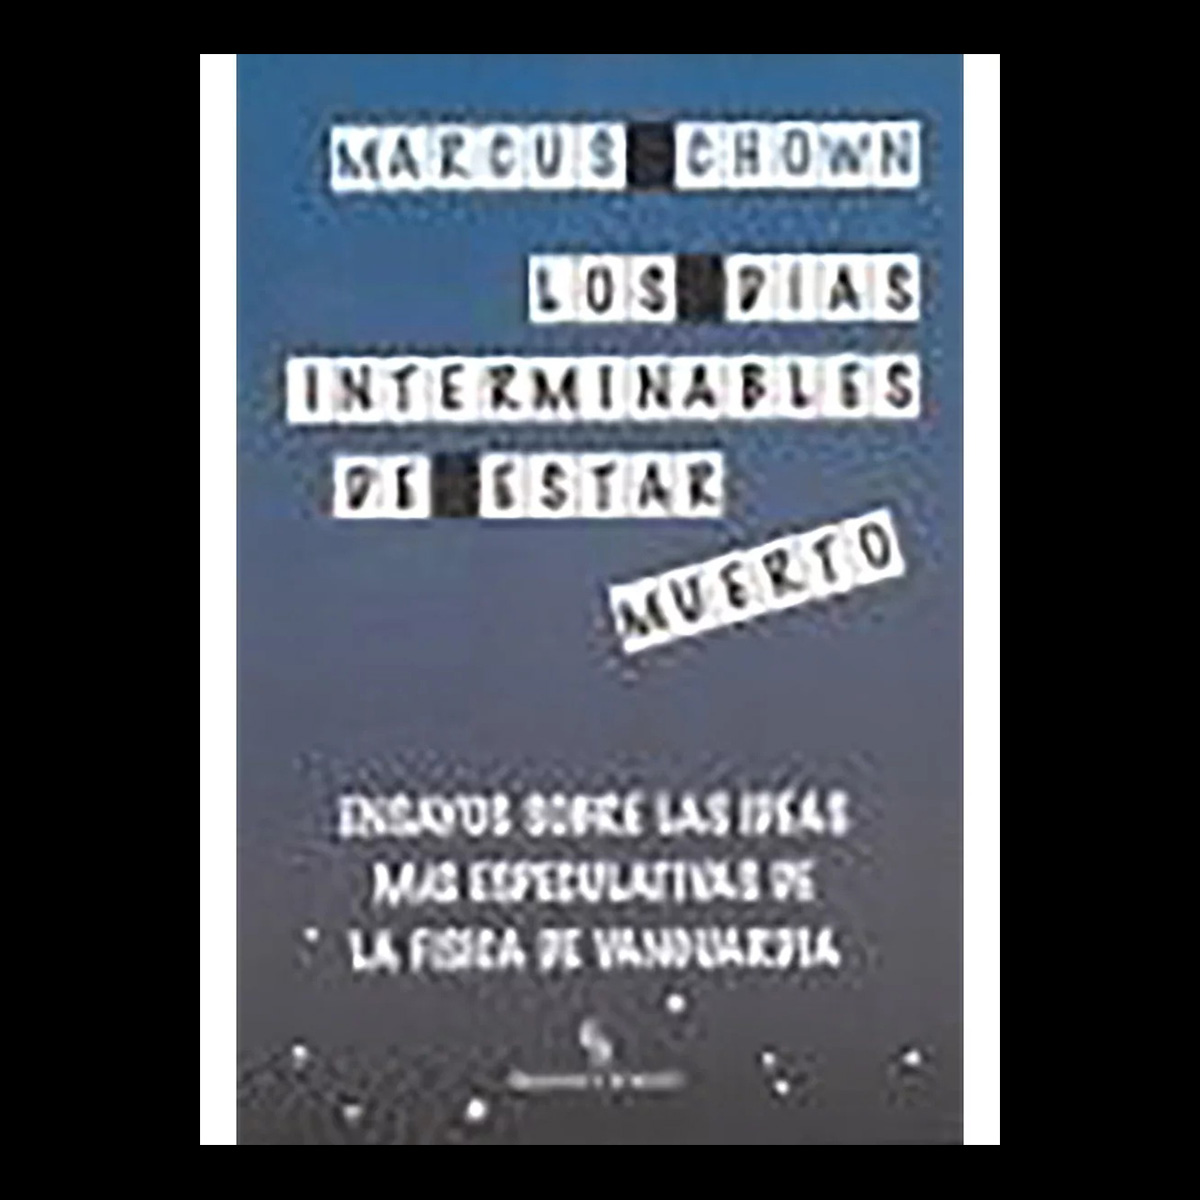 MARCUS CHOWN
LOS DIAS
INTERMINABLES
DE ESTAR
MUERTO
ENSAYOS SOBRE LAS IDEAS
MAS ESPECULATIVAS DE
LA FISICA DE VANGUARDIA